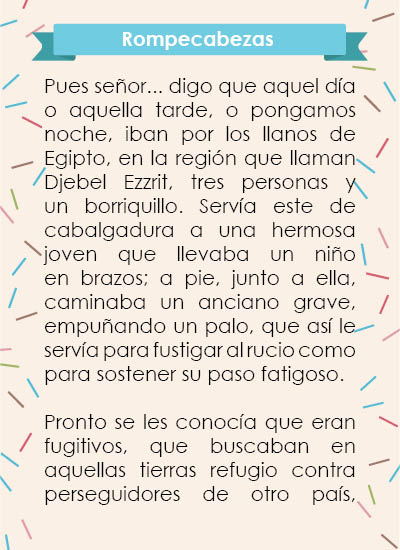 Rompecabezas
Pues señor... digo que aquel día
o aquella tarde, o pongamos
noche, iban por los llanos de
Egipto, en la región que llaman
Djebel Ezzrit, tres personas y
un borriquillo. Servía este de
cabalgadura a una hermosa
joven que llevaba un niño
en brazos; a pie, junto a ella,
caminaba un anciano grave,
empuñando un palo, que así le
servía para fustigar al rucio como
para sostener su paso fatigoso.
Pronto se les conocía que eran
fugitivos, que buscaban en
aquellas tierras refugio contra
perseguidores de otro país,